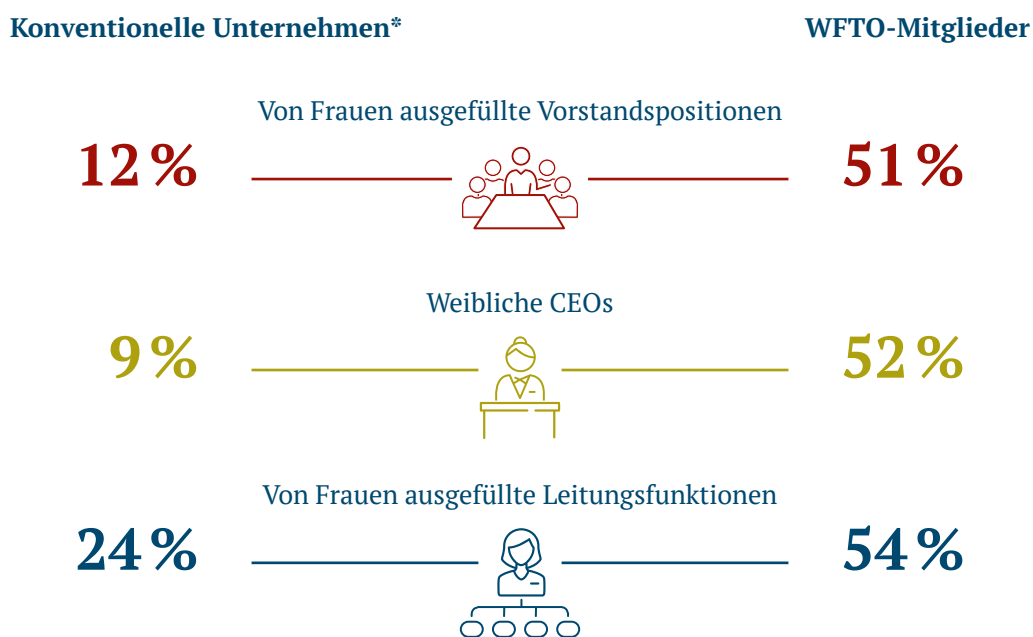 Konventionelle Unternehmen*
WFTO-Mitglieder
Von Frauen ausgefüllte Vorstandspositionen
12 %
51 %
Weibliche CEOs
9 %
52 %
Von Frauen ausgefüllte Leitungsfunktionen
24 %
54 %